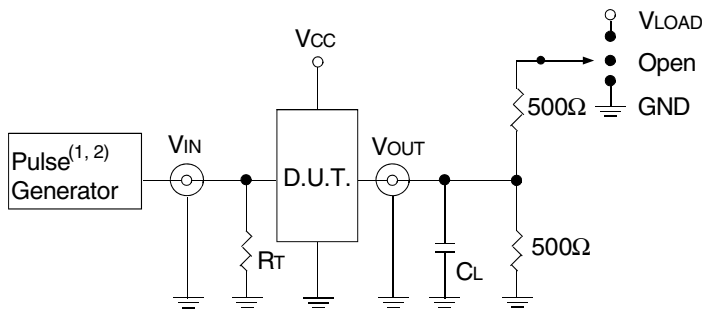 VLOAD
VCC
Open
500Ω
GND
Pulse(1, 2)
Generator
VIN
D.U.T.
VOUT
RT
CL
500Ω